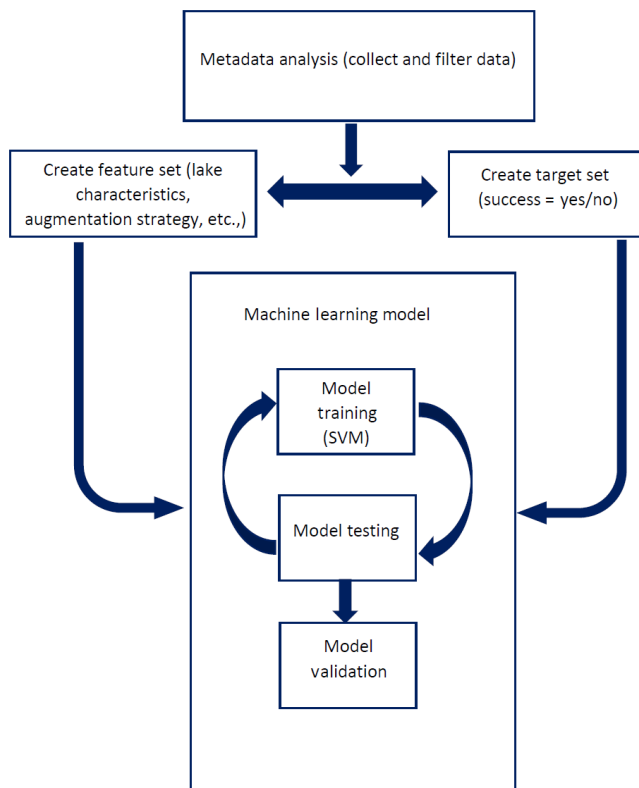 Metadata analysis (collect and filter data)
Create feature set (lake
characteristics,
augmentation strategy, etc.,)
Create target set
(success = yes/no)
Machine learning model
Model
training
(SVM)
Model testing
Model
validation